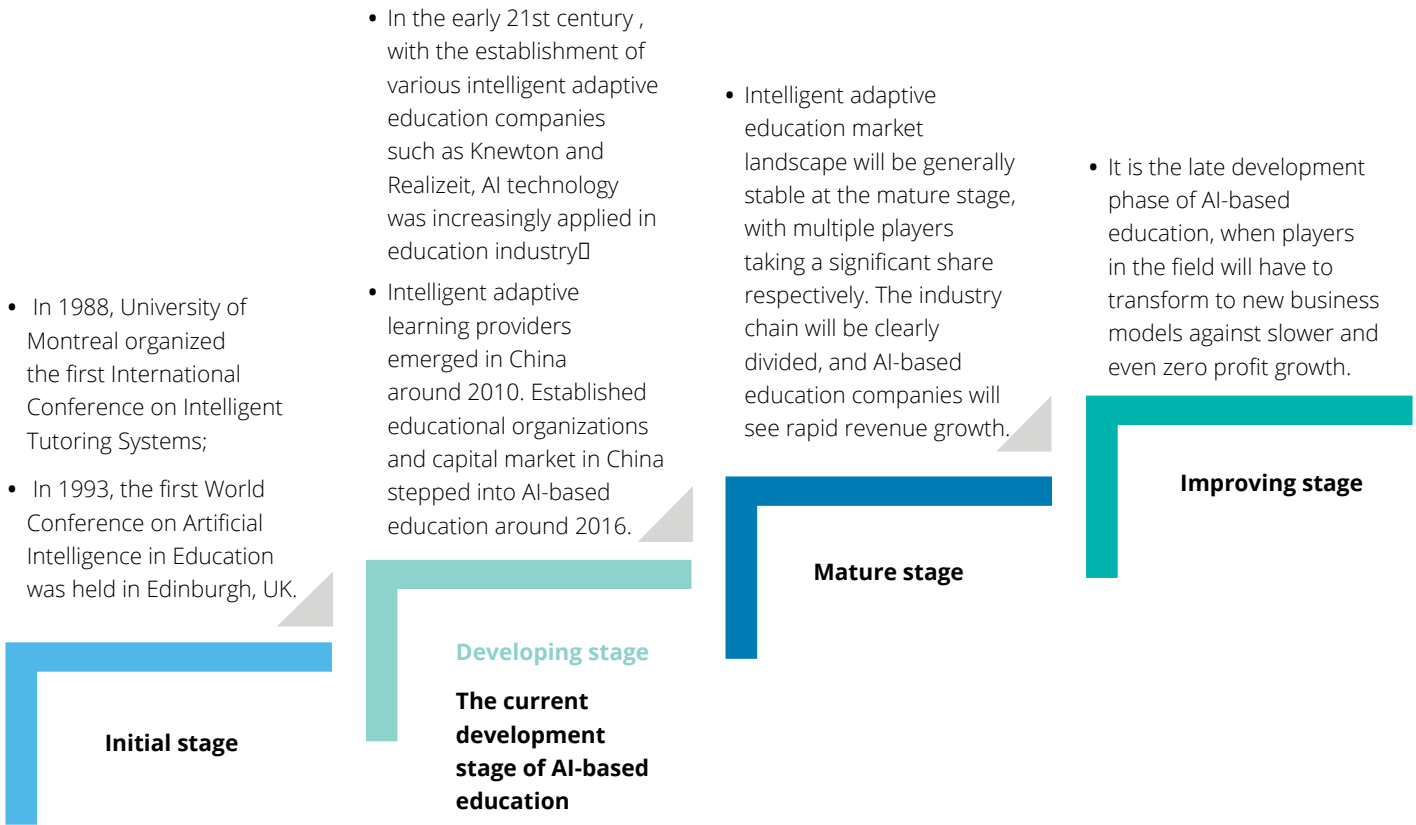 • In 1988, University of
Montreal organized
the first International
Conference on Intelligent
Tutoring Systems;
• In 1993, the first World
Conference on Artificial
Intelligence in Education
was held in Edinburgh, UK.
Initial stage
• In the early 21st century ,
with the establishment of
various intelligent adaptive
education companies
such as Knewton and
Realizeit, AI technology
was increasingly applied in
education industry▯
• Intelligent adaptive
learning providers
emerged in China
around 2010. Established
educational organizations
and capital market in China
stepped into AI-based
education around 2016.
Developing stage
The current
development
stage of AI-based
education
• Intelligent adaptive
education market
landscape will be generally
stable at the mature stage,
with multiple players
taking a significant share
respectively. The industry
chain will be clearly
divided, and AI-based
education companies will
see rapid revenue growth.
Mature stage
• It is the late development
phase of AI-based
education, when players
in the field will have to
transform to new business
models against slower and
even zero profit growth.
Improving stage